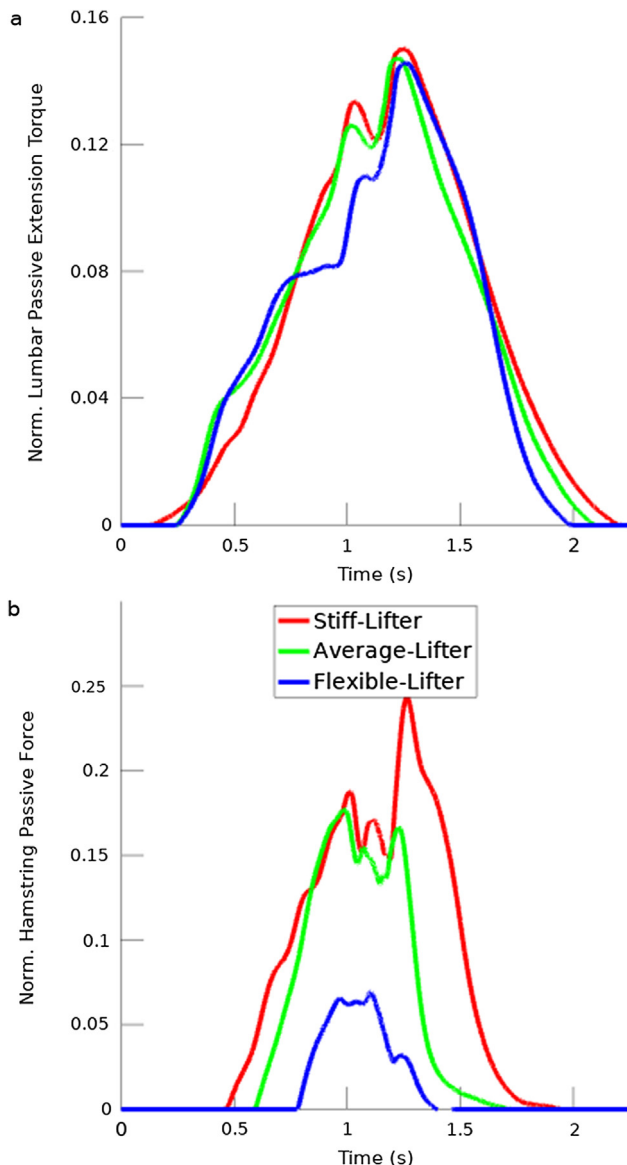 a
0.16
0.12
0.08
0.04
0
Norm. Lumbar Passive Extension Torque
0 0.5 1 1.5 2
Time (s)
b
Stiff-Lifter
Average-Lifter
Flexible-Lifter
0.25
0.2
0.15
0.1
0.05
0
Norm. Hamstring Passive Force
0 0.5 1 1.5 2
Time (s)